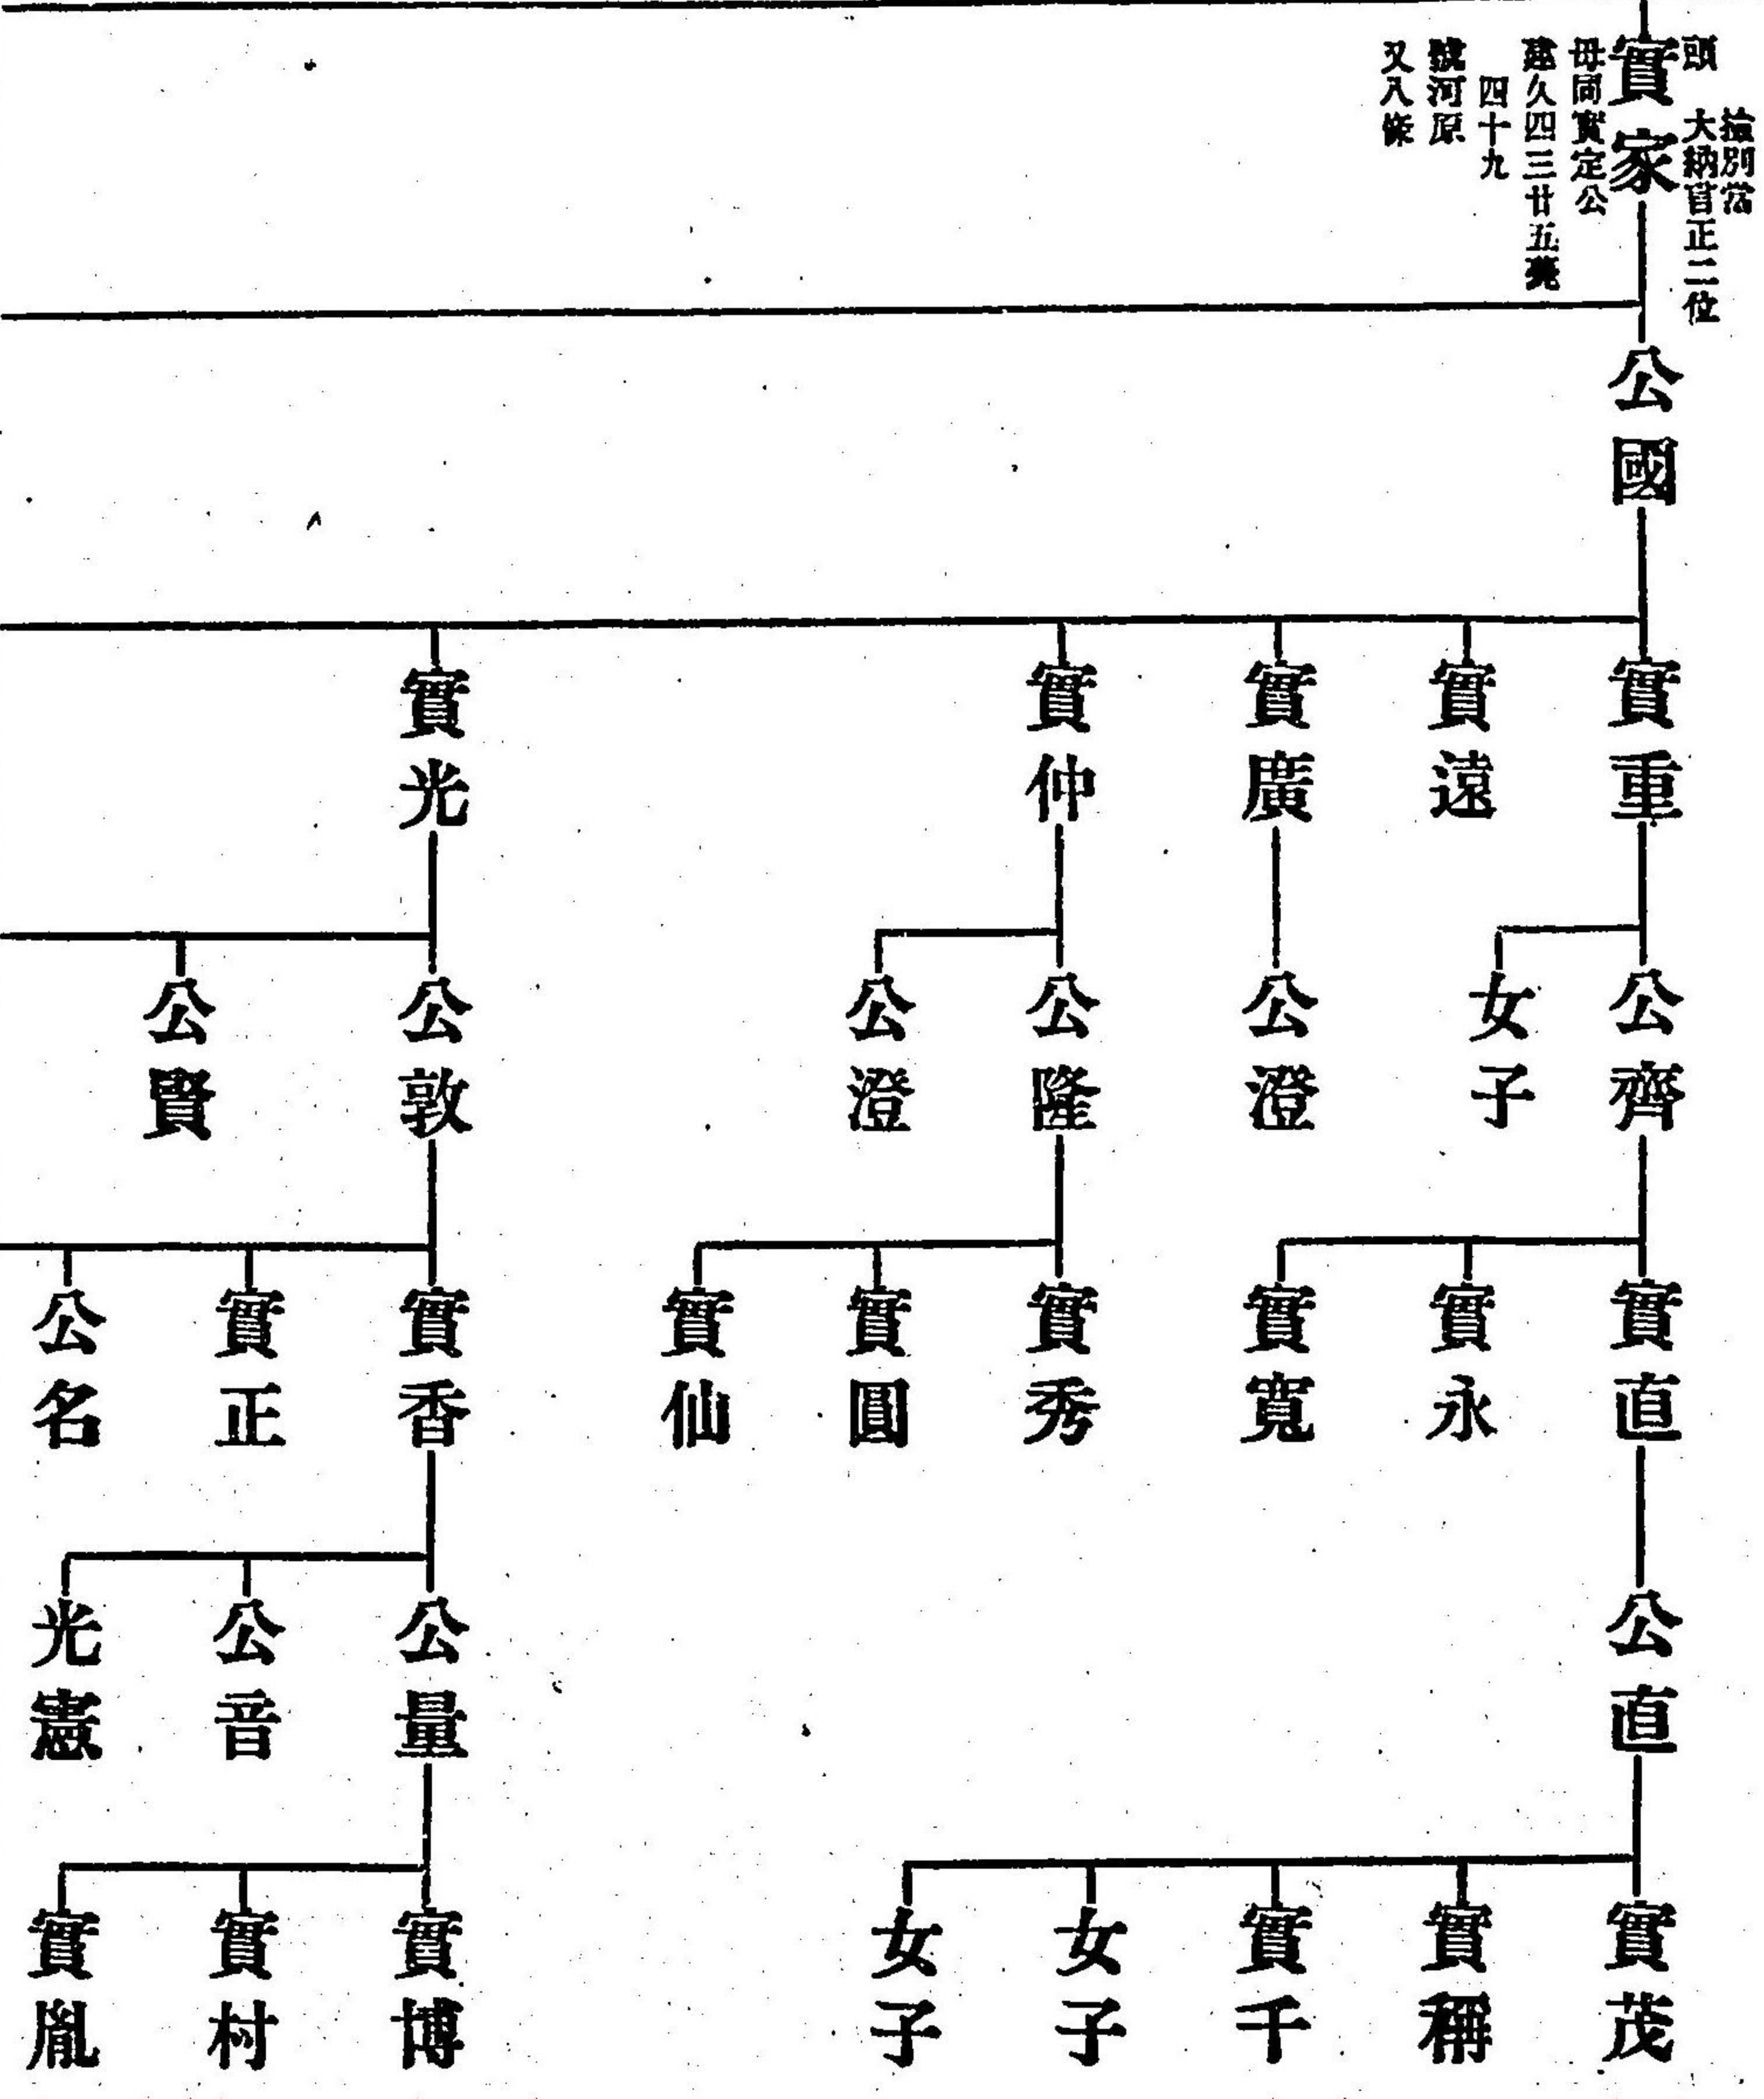 檢別當
頭 大納言正二位
實家
母同實定公
建久四三廿五薨
四十九
號河原
又八條
公國
實重
實遠
實廣
實仲
實光
公齊
女子
公澄
公隆
公澄
公敦
公賢
實直
實永
實寬
實秀
實圓
實仙
實香
實正
公名
公直
公量
公音
光憲
實茂
實稱
實千
女子
女子
實博
實村
實胤